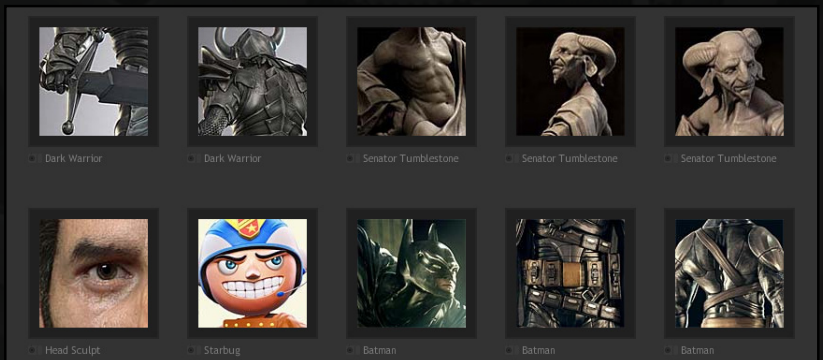 Dark Warrior
Dark Warrior
Senator Tumblestone
Senator Tumblestone
Senator Tumblestone
Head Sculpt
Starbug
Batman
Batman
Batman